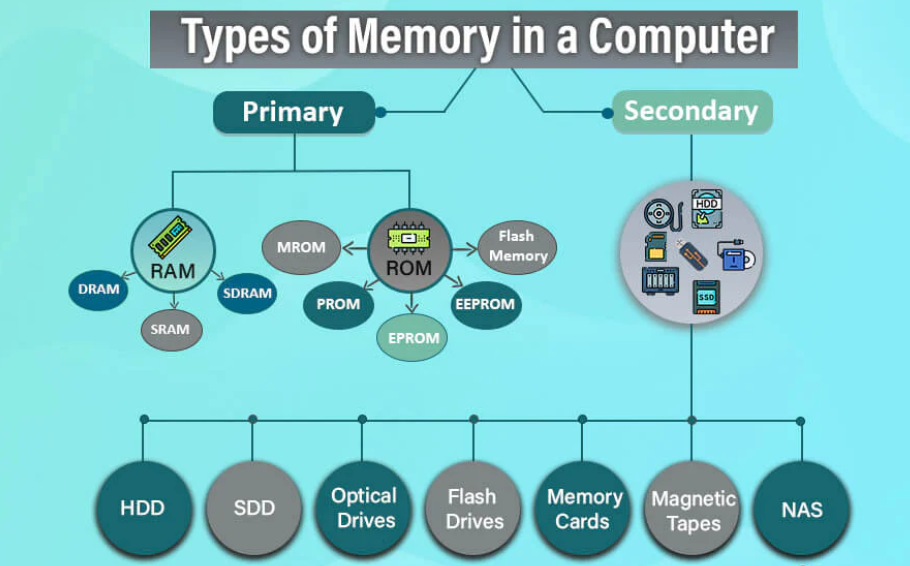 Types of Memory in a Computer
Primary
Secondary
RAM
DRAM
SRAM
SDRAM
ROM
MROM
PROM
EPROM
EEPROM
Flash
Memory
HDD
SSD
HDD
SDD
Optical
Drives
Flash
Drives
Memory
Cards
Magnetic
Tapes
NAS